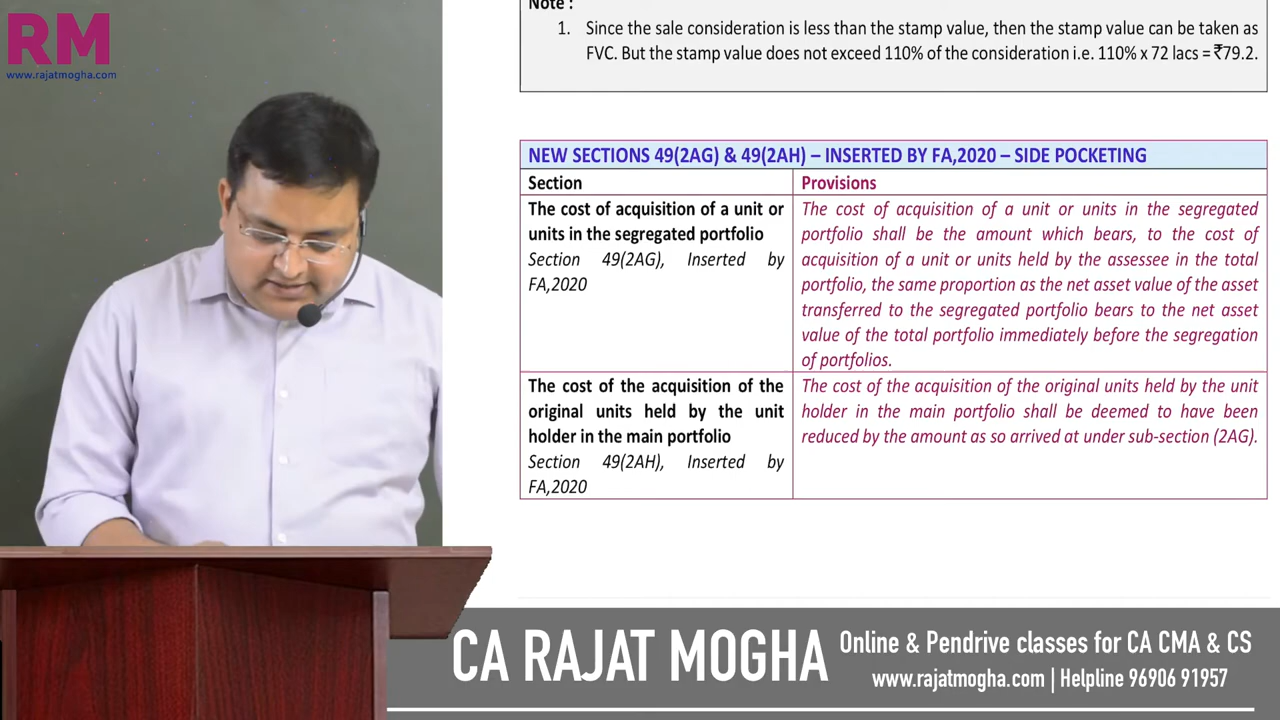 RM
www.rajatmogha.com
Note :
1. Since the sale consideration is less than the stamp value, then the stamp value can be taken as
FVC. But the stamp value does not exceed 110% of the consideration i.e. 110% x 72 lacs = ₹79.2.
NEW SECTIONS 49(2AG) & 49(2AH) – INSERTED BY FA,2020 – SIDE POCKETING
Section
Provisions
The cost of acquisition of a unit or
units in the segregated portfolio
Section 49(2AG), Inserted by
FA,2020
The cost of acquisition of a unit or units in the segregated
portfolio shall be the amount which bears, to the cost of
acquisition of a unit or units held by the assessee in the total
portfolio, the same proportion as the net asset value of the asset
transferred to the segregated portfolio bears to the net asset
value of the total portfolio immediately before the segregation
of portfolios.
The cost of the acquisition of the
original units held by the unit
holder in the main portfolio
Section 49(2AH), Inserted by
FA,2020
The cost of the acquisition of the original units held by the unit
holder in the main portfolio shall be deemed to have been
reduced by the amount as so arrived at under sub-section (2AG).
CA RAJAT MOGHA
Online & Pendrive classes for CA CMA & CS
www.rajatmogha.com | Helpline 96906 91957